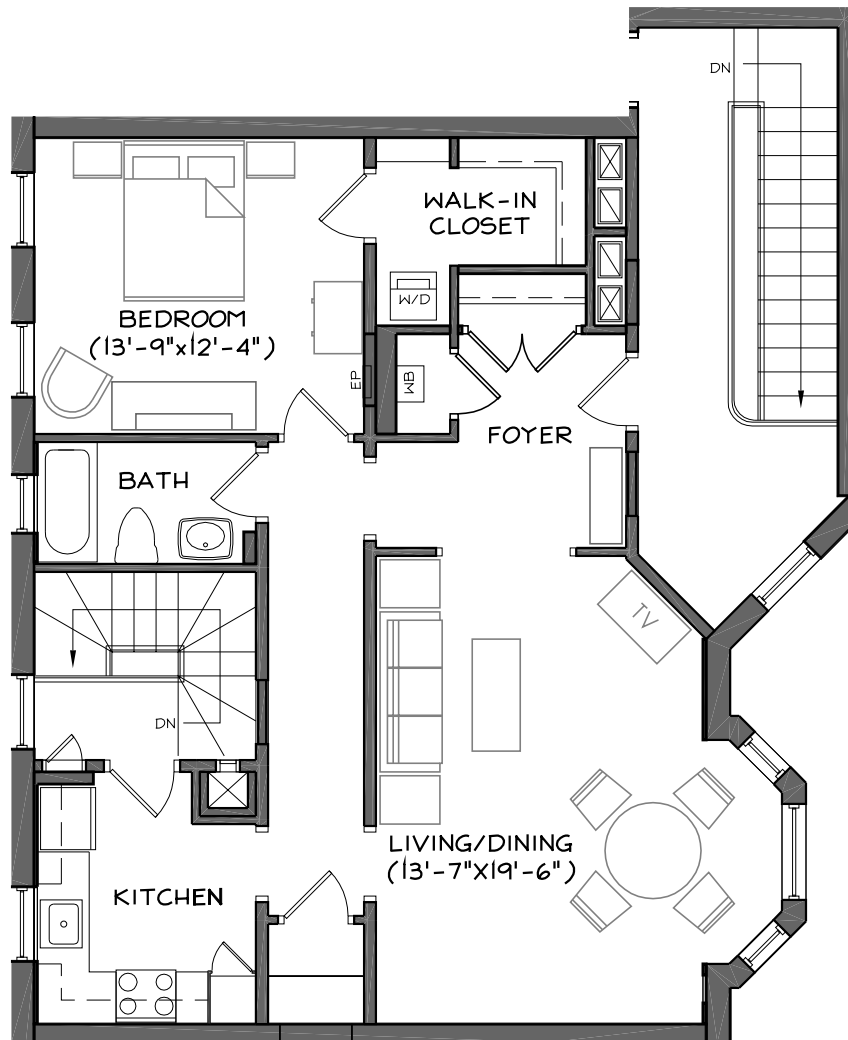 DN
WALK-IN
CLOSET
W/D
BEDROOM
(13'-9"x12'-4")
EP
WB
FOYER
BATH
TV
DN
LIVING/DINING
(13'-7"X19'-6")
KITCHEN